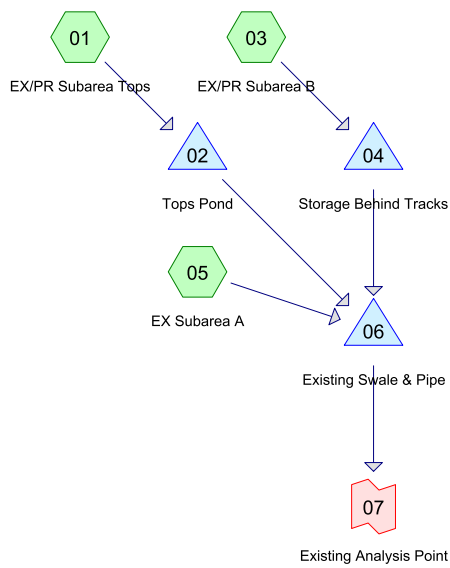 01
03
EX/PR Subarea Tops
EX/PR Subarea B
02
04
Tops Pond
Storage Behind Tracks
05
EX Subarea A
06
Existing Swale & Pipe
07
Existing Analysis Point